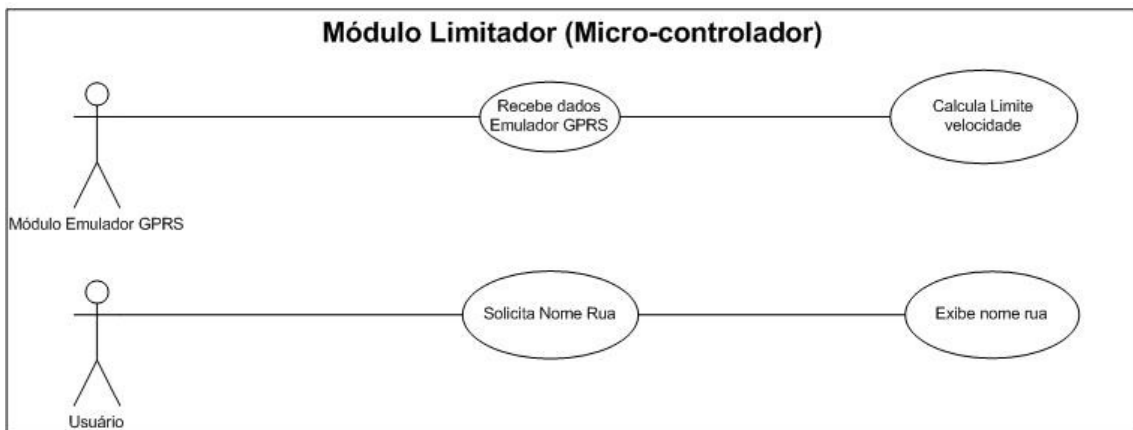 Módulo Limitador (Micro-controlador)
Recebe dados
Emulador GPRS
Calcula Limite
velocidade
Módulo Emulador GPRS
Solicita Nome Rua
Exibe nome rua
Usuário